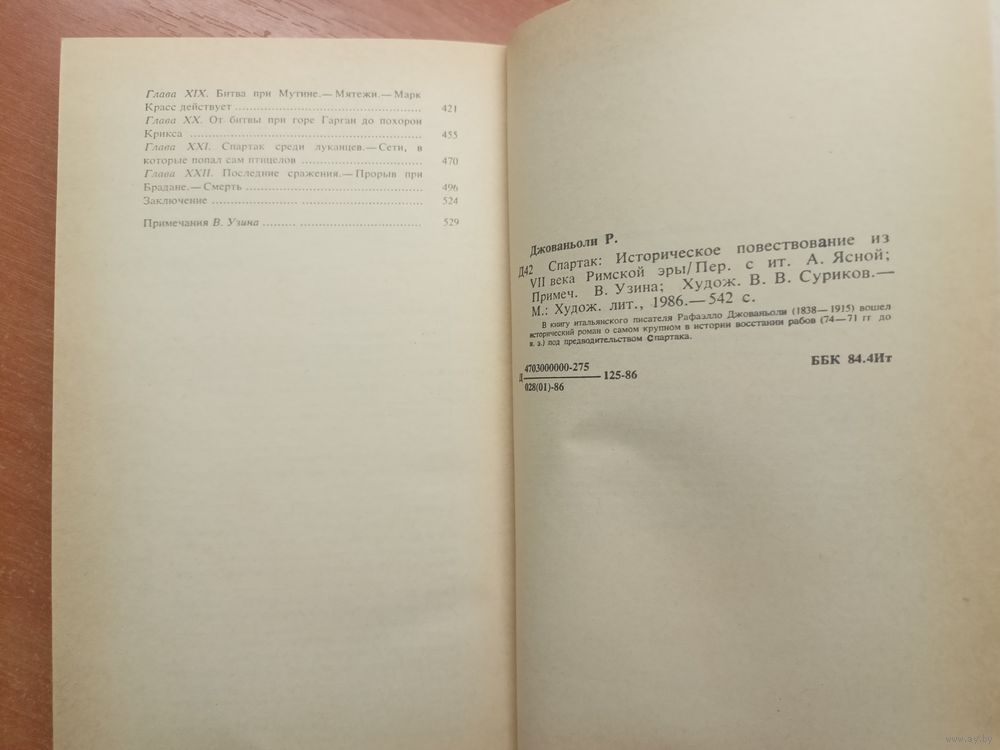 Глава XIX. Битва при Мутине.— Мятежи.— Марк
Красс действует ........ 421
Глава XX. От битвы при горе Гарган до похорон
Крикса ........ 455
Глава XXI. Спартак среди луканцев.— Сети, в
которые попал сам птицелов ........ 470
Глава XXII. Последние сражения.— Прорыв при
Брадане.— Смерть ........ 496
Заключение ........ 524
Примечания В. Узина ........ 529
Джованьоли Р.
Д42 Спартак: Историческое повествование из
VII века Римской эры/Пер. с ит. А. Ясной;
Примеч. В. Узина; Худож. В. В. Суриков.—
М.: Худож. лит., 1986.— 542 с.
В книгу итальянского писателя Рафаэлло Джованьоли (1838—1915) вошел
исторический роман о самом крупном в истории восстании рабов (74—71 гг до
н. э.) под предводительством Спартака.
4703000000-275
Д ——— 125-86
028(01)-86
ББК 84.4Ит
www.ay.by